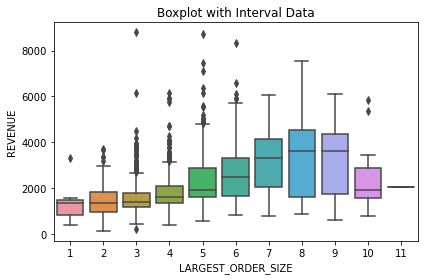 Boxplot with Interval Data
REVENUE
8000
6000
4000
2000
0
1 2 3 4 5 6 7 8 9 10 11
LARGEST_ORDER_SIZE